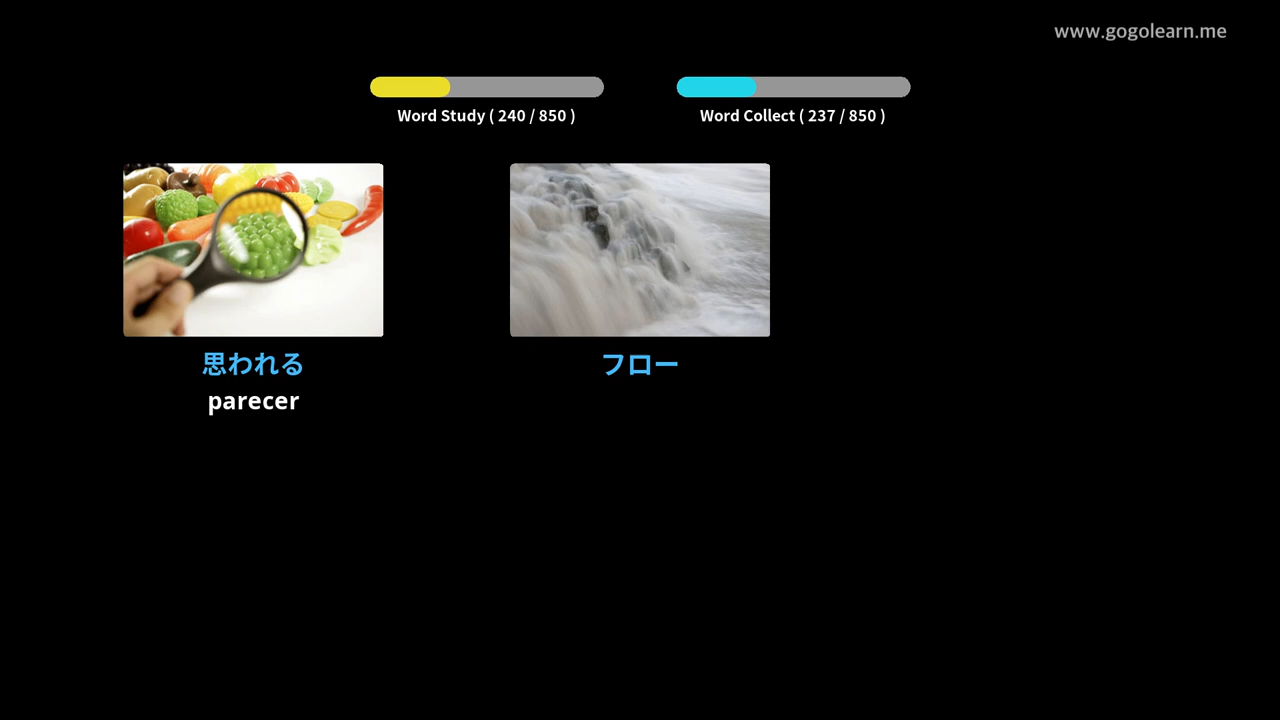 www.gogolearn.me
Word Study ( 240 / 850 )
Word Collect ( 237 / 850 )
思われる
parecer
フロー